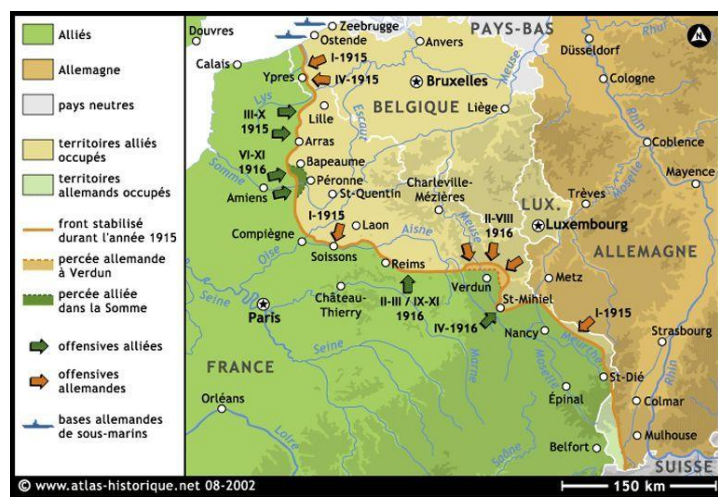 Alliés
Allemagne
pays neutres
territoires alliés
occupés
territoires
allemands occupés
front stabilisé
durant l'année 1915
percée allemande
à Verdun
percée alliée
dans la Somme
offensives alliées
offensives
allemandes
bases allemandes
de sous-marins
Douvres
Zeebrugge
PAYS-BAS
Ostende
Anvers
Ruhr
Düsseldorf
Calais
I-1915
Ypres
IV-1915
Bruxelles
Meuse
Cologne
Lys
BELGIQUE
Rhin
III-X
1915
Lille
Escaut
Liège
Arras
Coblence
VI-XI
1916
Bapeaume
Mayence
Somme
Péronne
Charleville-
Mézières
Moselle
Amiens
St-Quentin
LUX.
Trèves
I-1915
Laon
Aisne
Meuse
II-VIII
1916
Luxembourg
Compiègne
Oise
Soissons
ALLEMAGNE
Reims
Verdun
Metz
Seine
Paris
Château-
Thierry
II-III / IX-XI
1916
St-Mihiel
I-1915
IV-1916
Nancy
Strasbourg
Seine
Marne
Moselle
Meurthe
Rhin
FRANCE
St-Dié
Orléans
Épinal
Colmar
Loire
Saône
Belfort
Mulhouse
SUISSE
© www.atlas-historique.net 08-2002
150 km